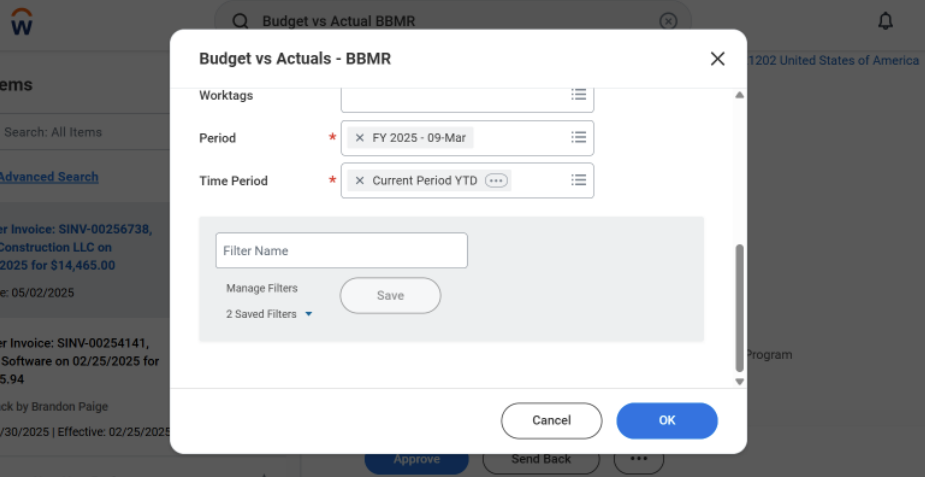 W
Budget vs Actual BBMR
1202 United States of America
ems
Search: All Items
Advanced Search
er Invoice: SINV-00256738,
Construction LLC on
2025 for $14,465.00
e: 05/02/2025
er Invoice: SINV-00254141,
Software on 02/25/2025 for
5.94
ck by Brandon Paige
/30/2025 | Effective: 02/25/2025
Budget vs Actuals - BBMR
Worktags
Period * × FY 2025 - 09-Mar
Time Period * × Current Period YTD
Filter Name
Manage Filters
Save
2 Saved Filters
Program
Cancel OK
Approve Send Back